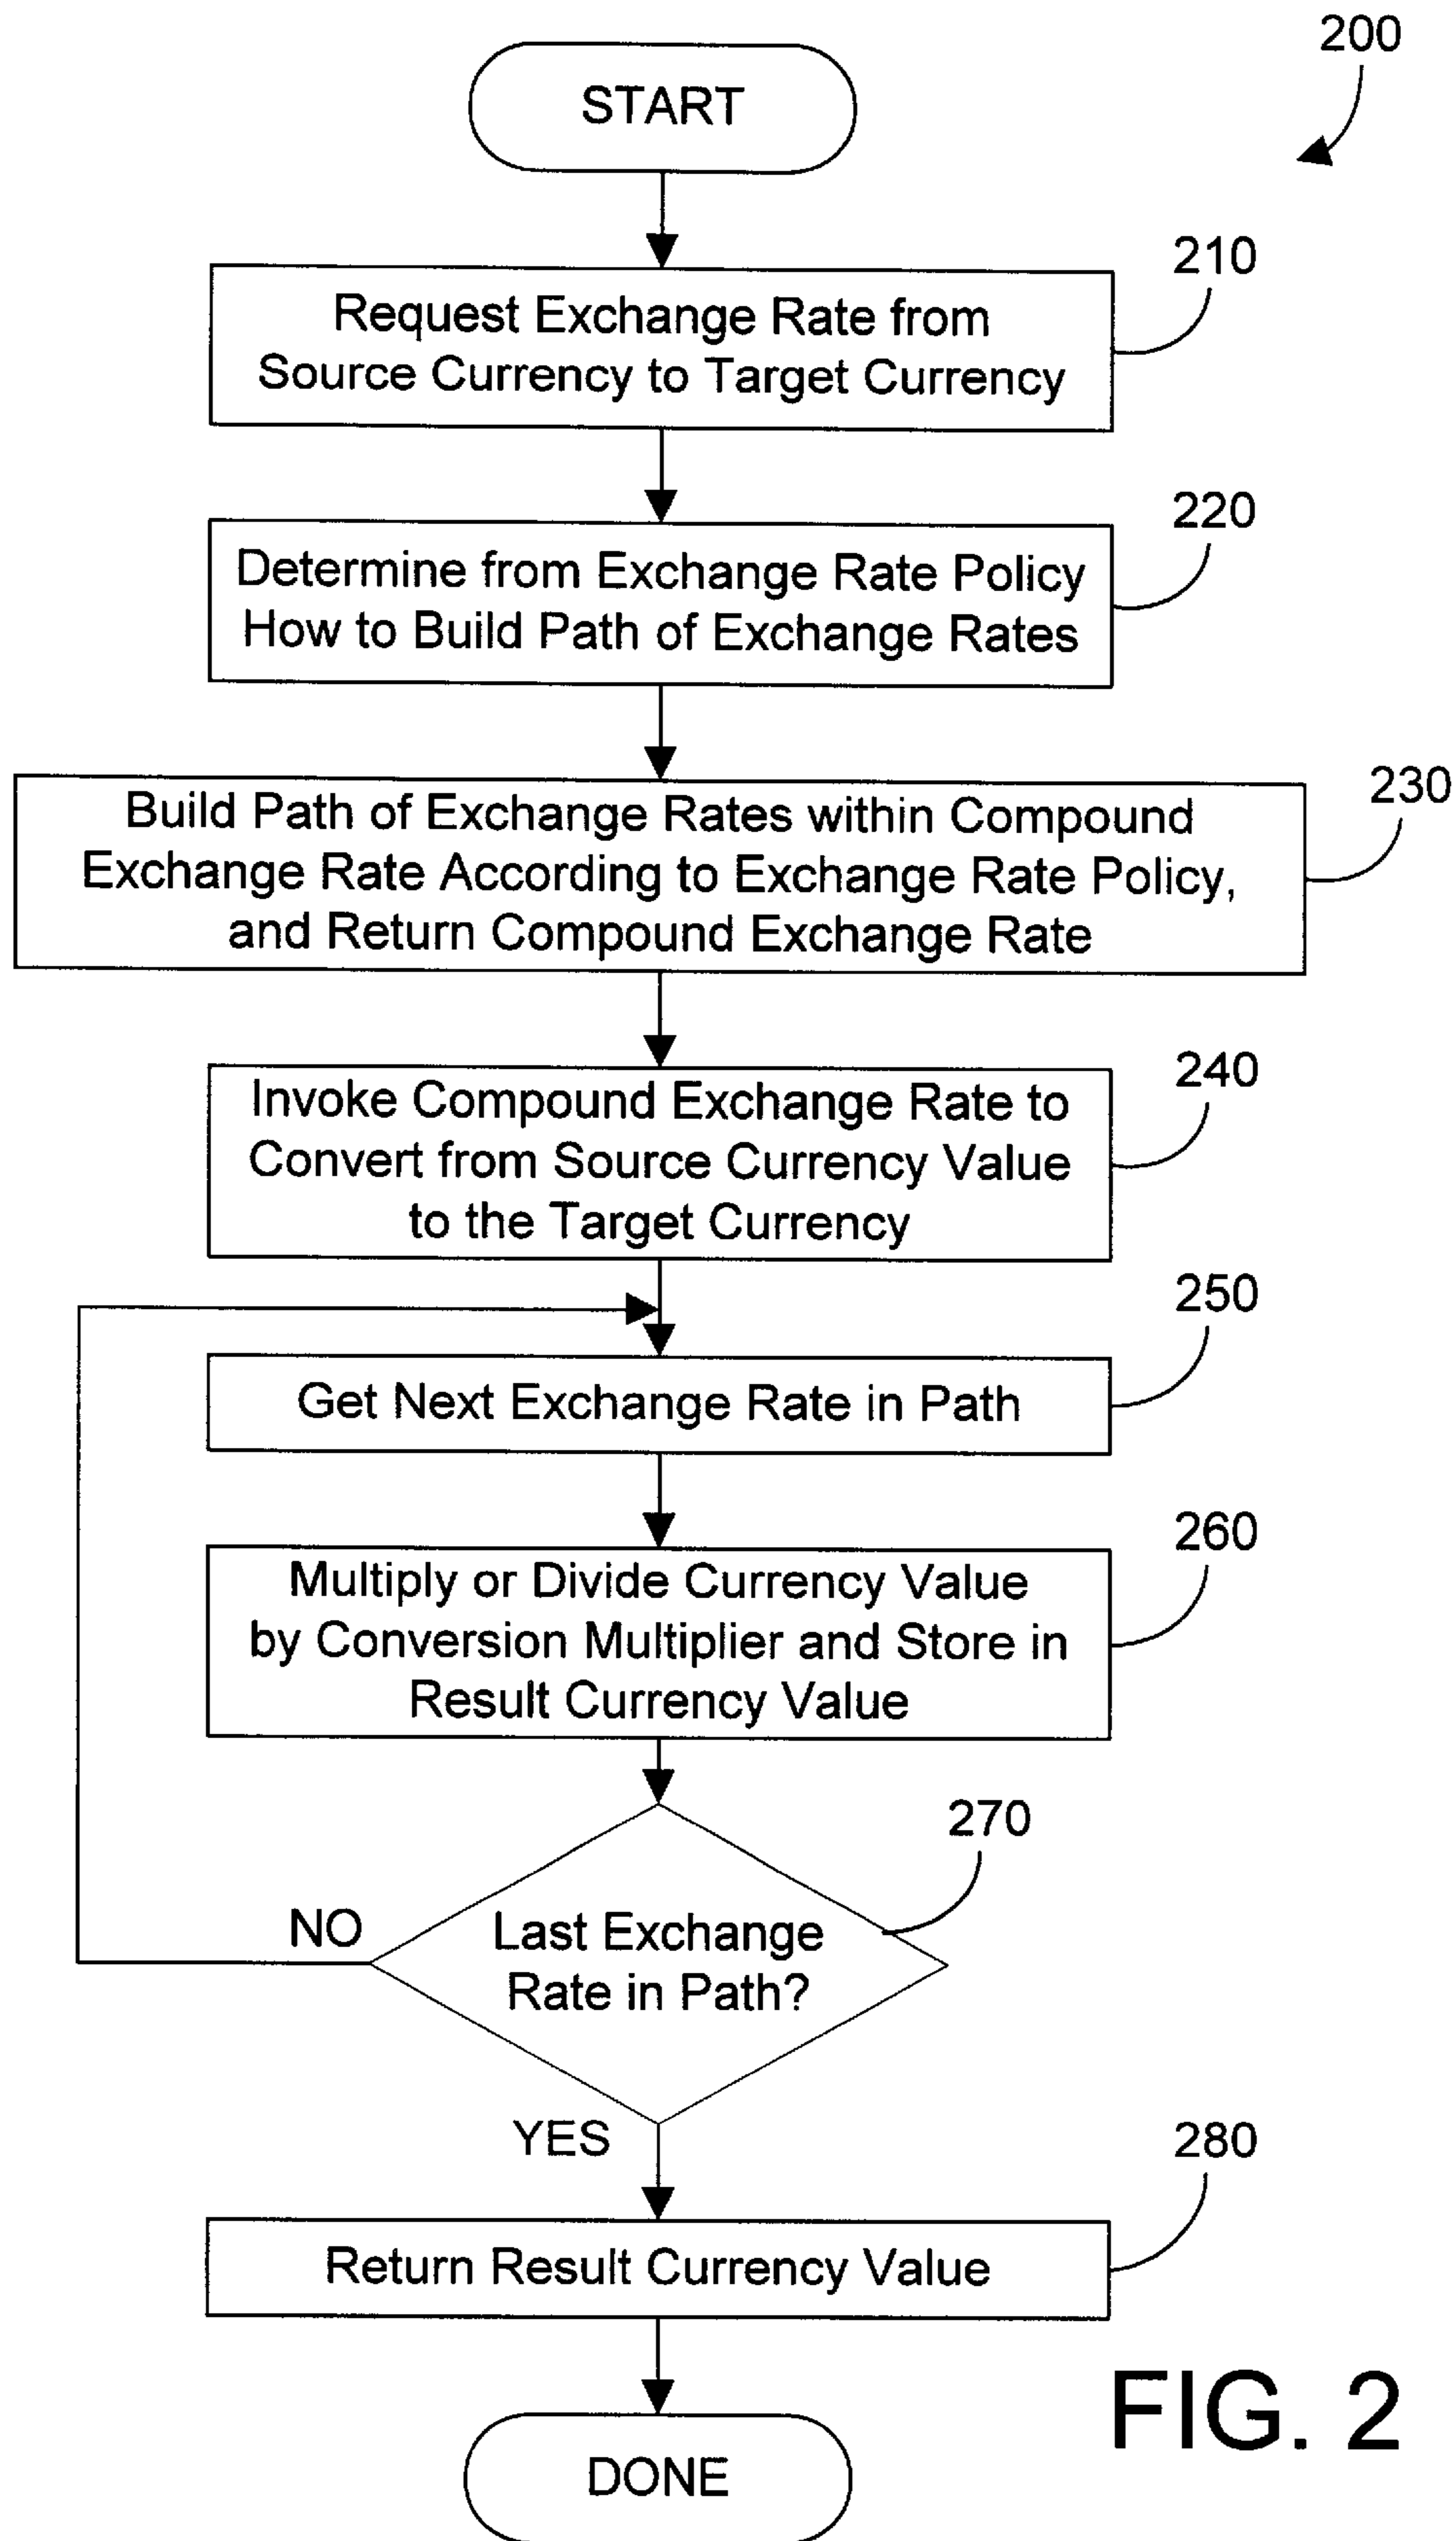 200
START
210
Request Exchange Rate from
Source Currency to Target Currency
220
Determine from Exchange Rate Policy
How to Build Path of Exchange Rates
230
Build Path of Exchange Rates within Compound
Exchange Rate According to Exchange Rate Policy,
and Return Compound Exchange Rate
240
Invoke Compound Exchange Rate to
Convert from Source Currency Value
to the Target Currency
250
Get Next Exchange Rate in Path
260
Multiply or Divide Currency Value
by Conversion Multiplier and Store in
Result Currency Value
270
NO
Last Exchange
Rate in Path?
YES
280
Return Result Currency Value
DONE
FIG. 2